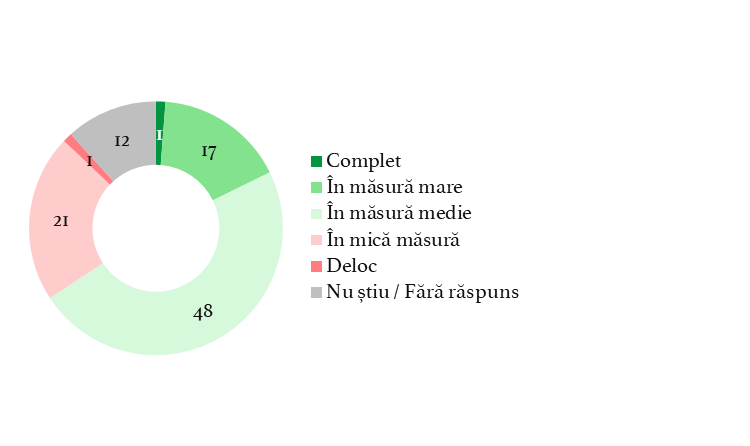 1
17
12
1
21
48
Complet
În măsură mare
În măsură medie
În mică măsură
Deloc
Nu știu / Fără răspuns